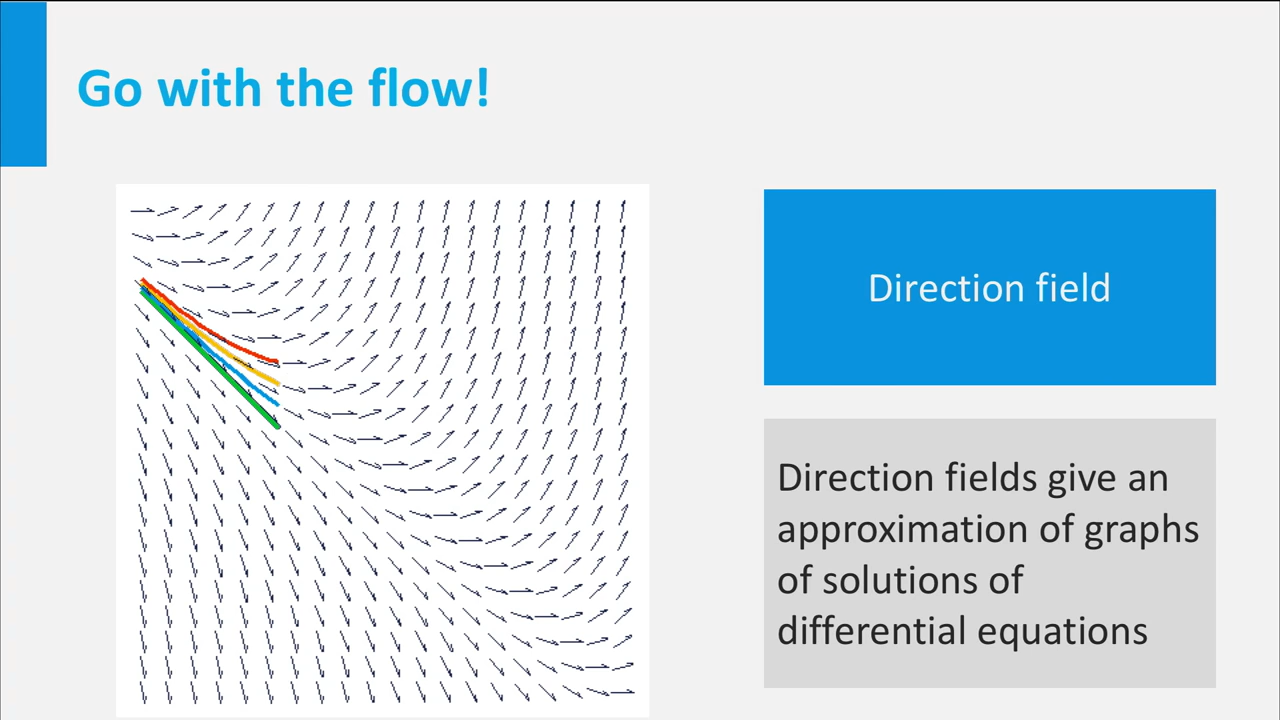 Go with the flow!
Direction field
Direction fields give an
approximation of graphs
of solutions of
differential equations